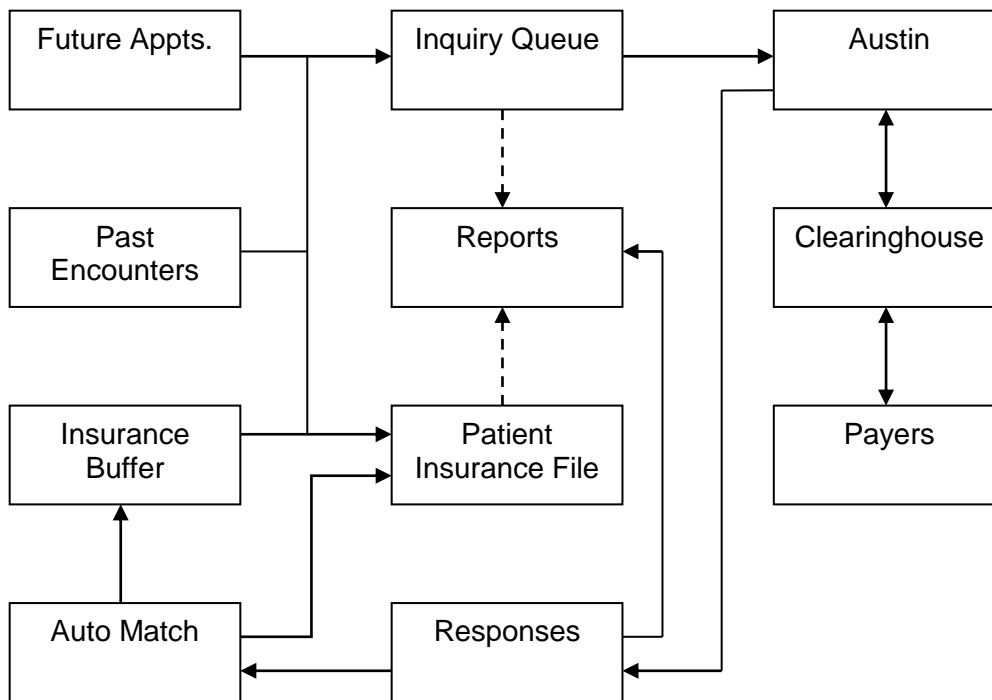 Future Appts.
Inquiry Queue
Austin
Past
Encounters
Reports
Clearinghouse
Insurance
Buffer
Patient
Insurance File
Payers
Auto Match
Responses